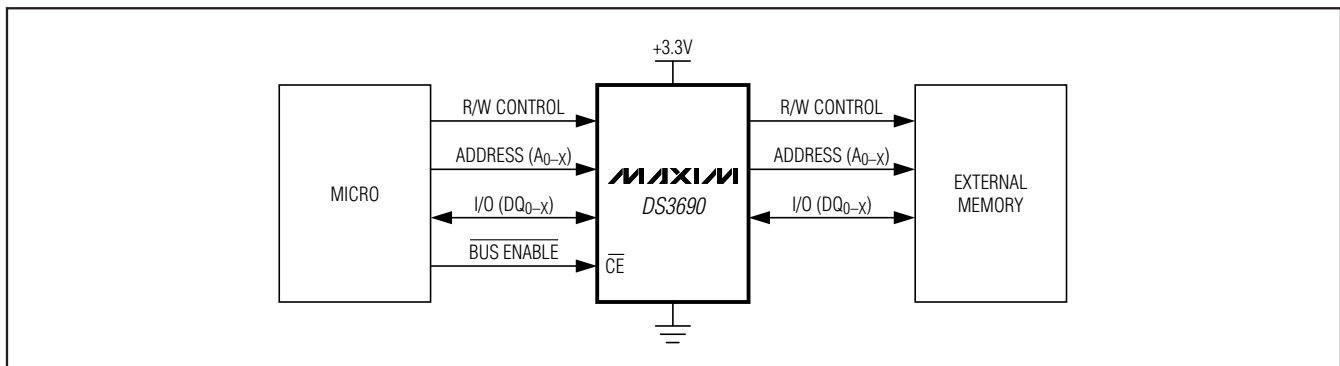 +3.3V
MICRO
R/W CONTROL
ADDRESS (A0–X)
I/O (DQ0–X)
BUS ENABLE
CE
MAXIM
DS3690
R/W CONTROL
ADDRESS (A0–X)
I/O (DQ0–X)
EXTERNAL
MEMORY